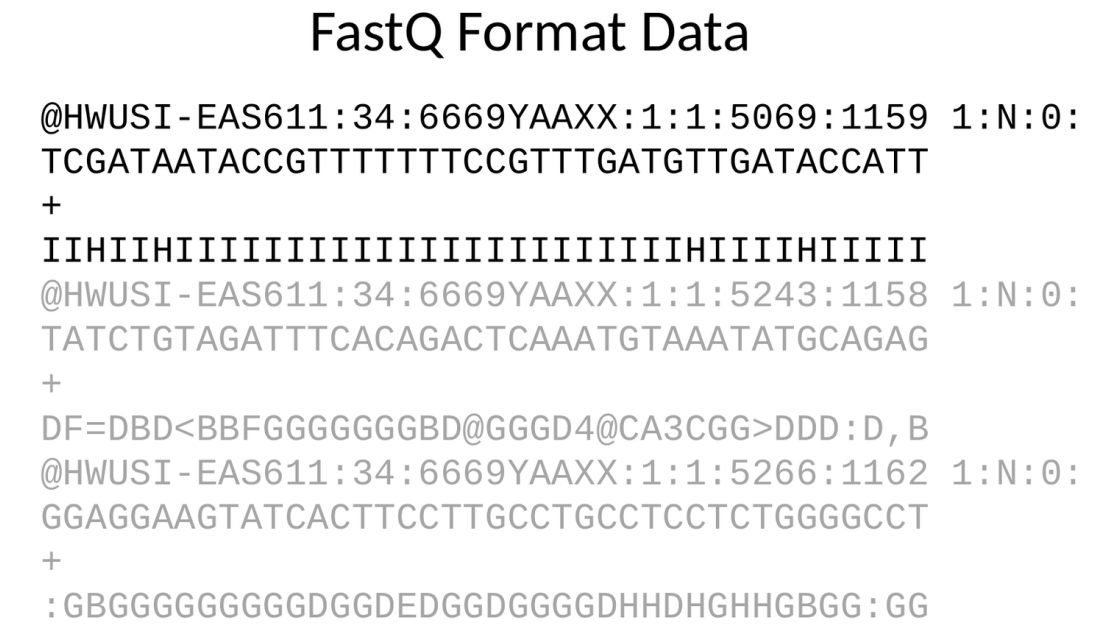 FastQ Format Data
@HWUSI-EAS611:34:6669YAAXX:1:1:5069:1159 1:N:0:
TCGATAATACCGTTTTTTTCCGTTTGATGTTGATACCATT
+
IIHIIHIIIIIIIIIIIIIIIIIIIIIIIHIIIIHIIIII
@HWUSI-EAS611:34:6669YAAXX:1:1:5243:1158 1:N:0:
TATCTGTAGATTTCACAGACTCAAATGTAAATATGCAGAG
+
DF=DBD<BBFGGGGGGGBD@GGGD4@CA3CGG>DDD:D,B
@HWUSI-EAS611:34:6669YAAXX:1:1:5266:1162 1:N:0:
GGAGGAAGTATCACTTCCTTGCCTGCCTCCTCTGGGGCCT
+
:GBGGGGGGGGGDGGDEDGGDGGGGDHHDHGHHGBGG:GG